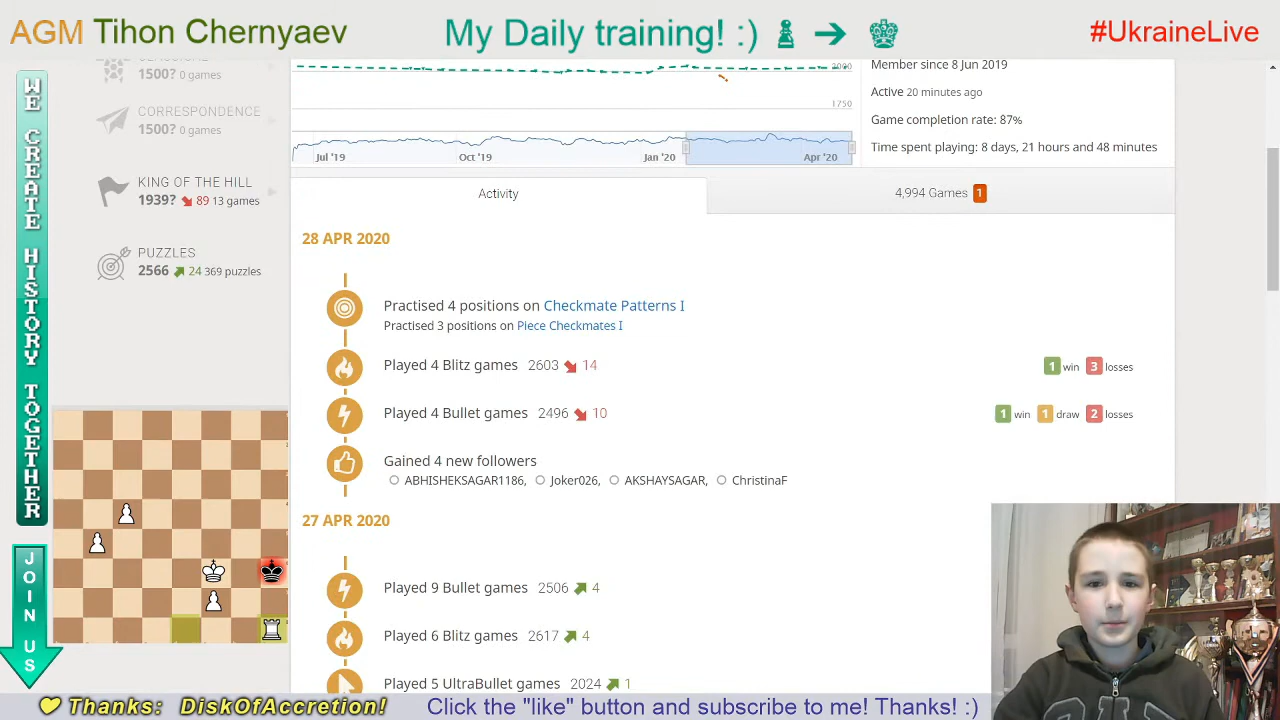 AGM Tihon Chernyaev
My Daily training! :)
#UkraineLive
WE CREATE HISTORY TOGETHER
JOIN US
1500? 0 games
CORRESPONDENCE
1500? 0 games
KING OF THE HILL
1939? 89 13 games
PUZZLES
2566 24 369 puzzles
2000
1750
Jul '19
Oct '19
Jan '20
Apr '20
Member since 8 Jun 2019
Active 20 minutes ago
Game completion rate: 87%
Time spent playing: 8 days, 21 hours and 48 minutes
Activity
4,994 Games 1
28 APR 2020
Practised 4 positions on Checkmate Patterns I
Practised 3 positions on Piece Checkmates I
Played 4 Blitz games 2603 14
1 win 3 losses
Played 4 Bullet games 2496 10
1 win 1 draw 2 losses
Gained 4 new followers
ABHISHEKSAGAR1186, Joker026, AKSHAYSAGAR, ChristinaF
27 APR 2020
Played 9 Bullet games 2506 4
Played 6 Blitz games 2617 4
Played 5 UltraBullet games 2024 1
Thanks: DiskOfAccretion!
Click the "like" button and subscribe to me! Thanks! :)